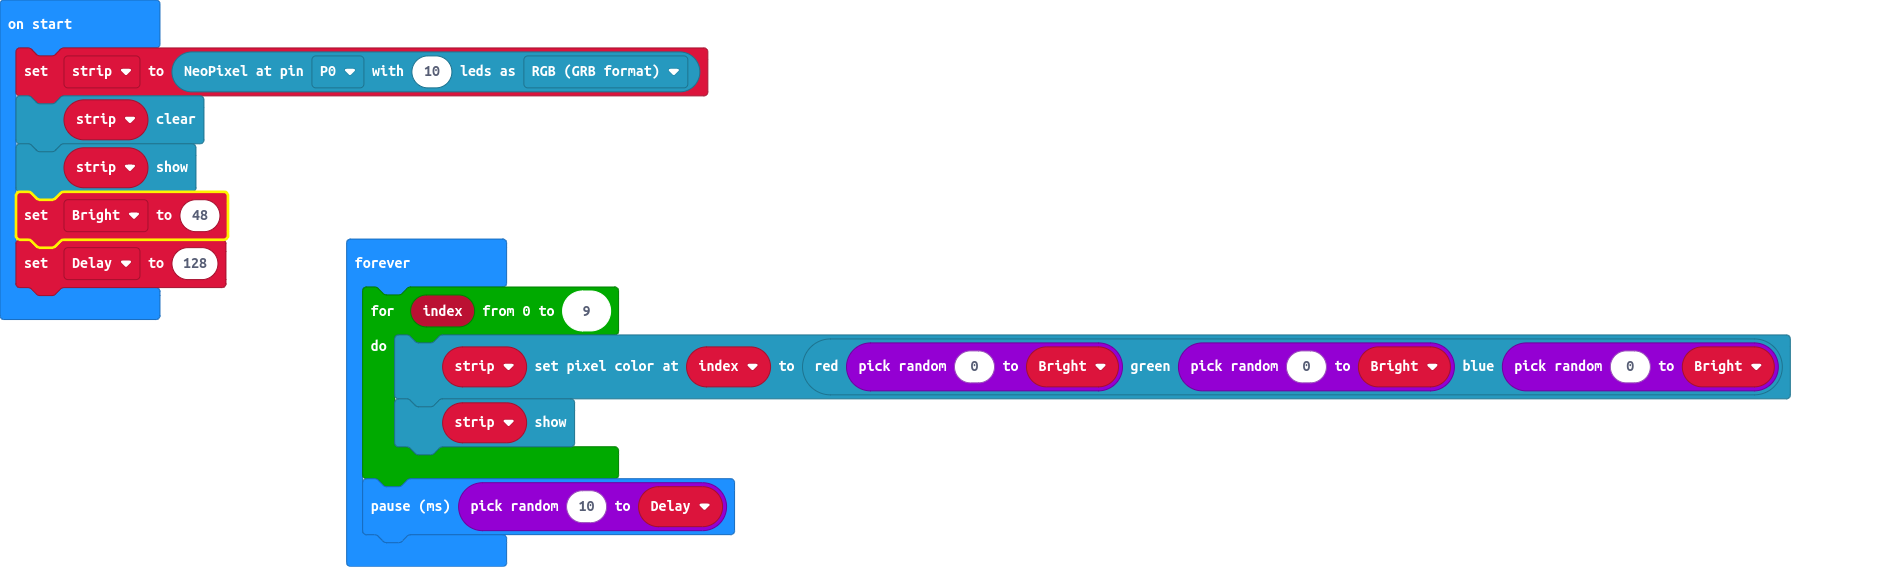 on start
set strip to NeoPixel at pin P0 with 10 leds as RGB (GRB format)
strip clear
strip show
set Bright to 48
set Delay to 128
forever
for index from 0 to 9
do
strip set pixel color at index to red pick random 0 to Bright green pick random 0 to Bright blue pick random 0 to Bright
strip show
pause (ms) pick random 10 to Delay